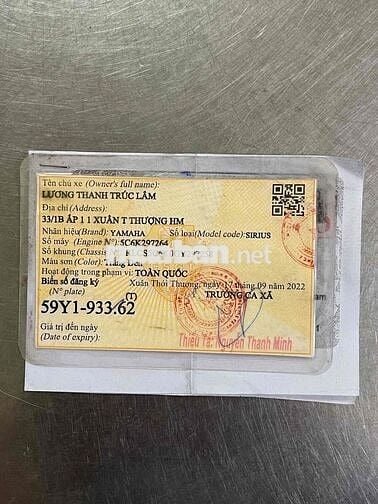 Tên chủ xe (Owner's full name):
LƯƠNG THANH TRÚC LÂM
Địa chỉ (Address):
33/1B ẤP 1 1 XUÂN T THƯỢNG HM
Nhãn hiệu(Brand): YAMAHA Số loại(Model code):SIRIUS
Số máy (Engine N°): 5C6K297264
Số khung (Chassis
Màu sơn (Color): Trắng Đen
Hoạt động trong phạm vi: TOÀN QUỐC
Biển số đăng ký Xuân Thới Thượng, ngày 17 tháng 09 năm 2022
(N° plate) TRƯỞNG CA XÃ
59Y1-933.62
Giá trị đến ngày
(Date of expiry): Thiếu Tá: Nguyễn Thanh Minh